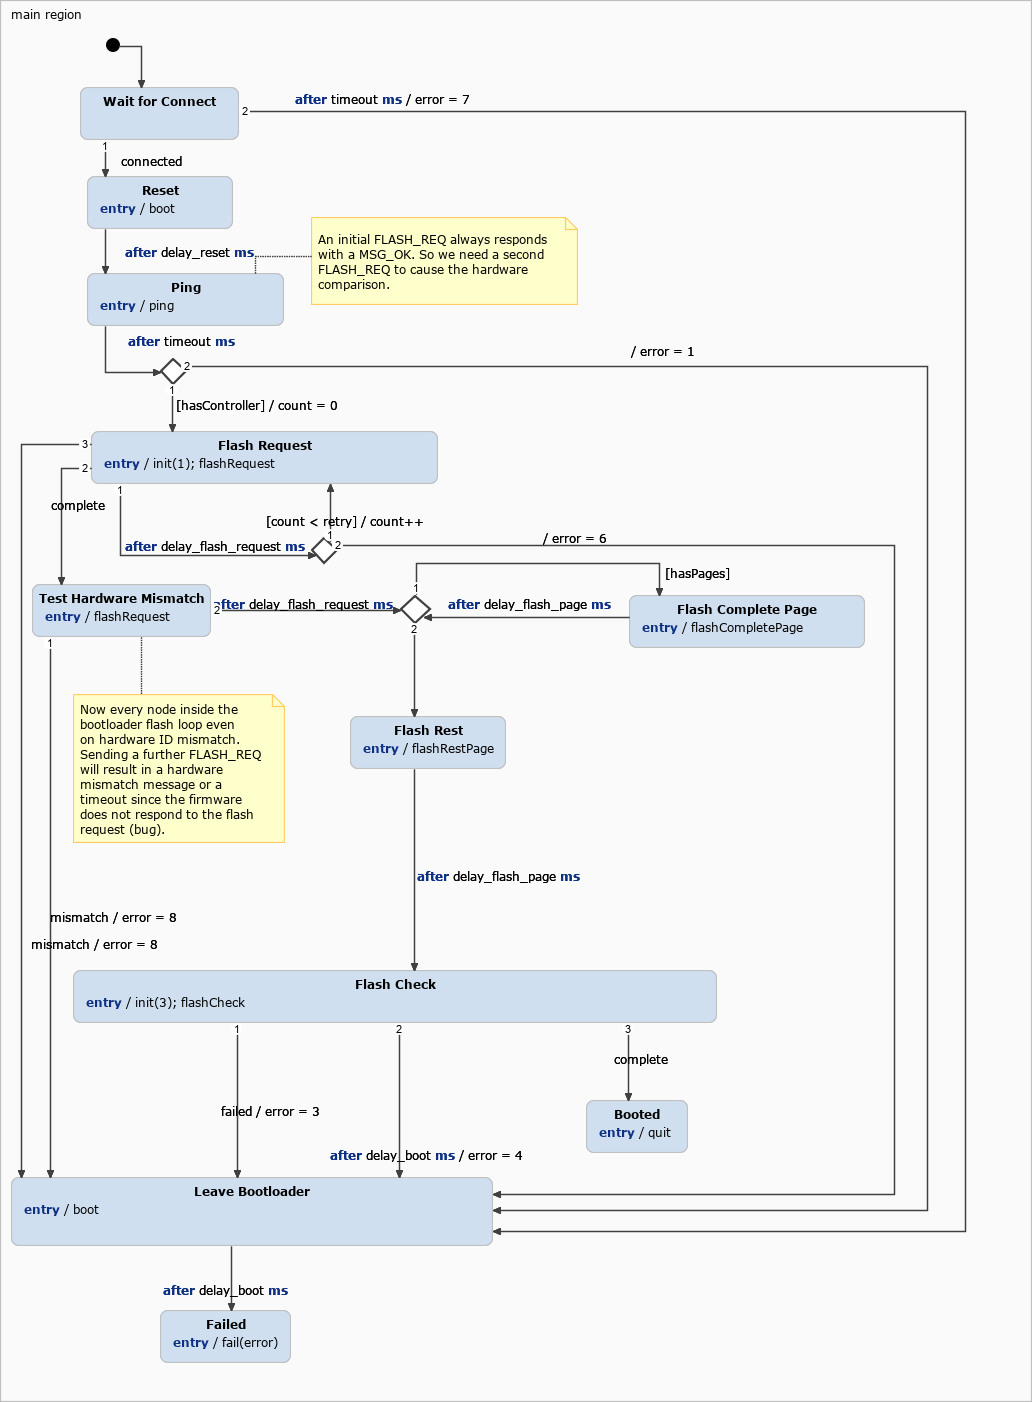 main region
Wait for Connect
2
after timeout ms / error = 7
1
connected
Reset
entry / boot
after delay_reset ms
An initial FLASH_REQ always responds
with a MSG_OK. So we need a second
FLASH_REQ to cause the hardware
comparison.
Ping
entry / ping
after timeout ms
2
/ error = 1
1
[hasController] / count = 0
3
Flash Request
entry / init(1); flashRequest
2
1
complete
[count < retry] / count++
1
after delay_flash_request ms
2
/ error = 6
[hasPages]
1
Test Hardware Mismatch
entry / flashRequest
2
after delay_flash_request ms
after delay_flash_page ms
Flash Complete Page
entry / flashCompletePage
2
1
Now every node inside the
bootloader flash loop even
on hardware ID mismatch.
Sending a further FLASH_REQ
will result in a hardware
mismatch message or a
timeout since the firmware
does not respond to the flash
request (bug).
Flash Rest
entry / flashRestPage
after delay_flash_page ms
mismatch / error = 8
mismatch / error = 8
Flash Check
entry / init(3); flashCheck
1
2
3
complete
failed / error = 3
Booted
entry / quit
after delay_boot ms / error = 4
Leave Bootloader
entry / boot
after delay_boot ms
Failed
entry / fail(error)